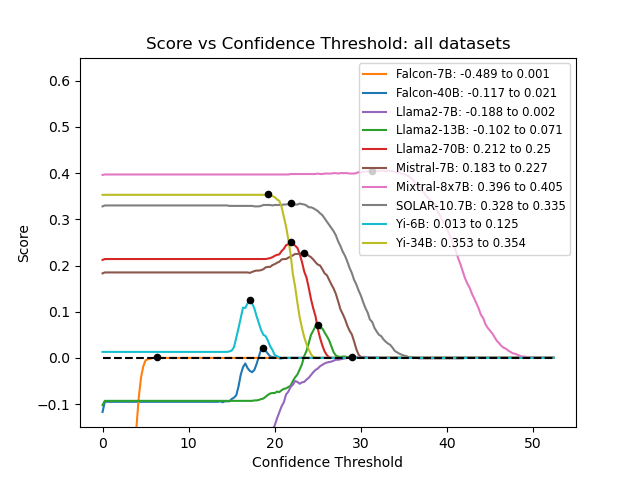 Score vs Confidence Threshold: all datasets
Falcon-7B: -0.489 to 0.001
Falcon-40B: -0.117 to 0.021
Llama2-7B: -0.188 to 0.002
Llama2-13B: -0.102 to 0.071
Llama2-70B: 0.212 to 0.25
Mistral-7B: 0.183 to 0.227
Mixtral-8x7B: 0.396 to 0.405
SOLAR-10.7B: 0.328 to 0.335
Yi-6B: 0.013 to 0.125
Yi-34B: 0.353 to 0.354
Score
0.6
0.5
0.4
0.3
0.2
0.1
0.0
−0.1
0 10 20 30 40 50
Confidence Threshold